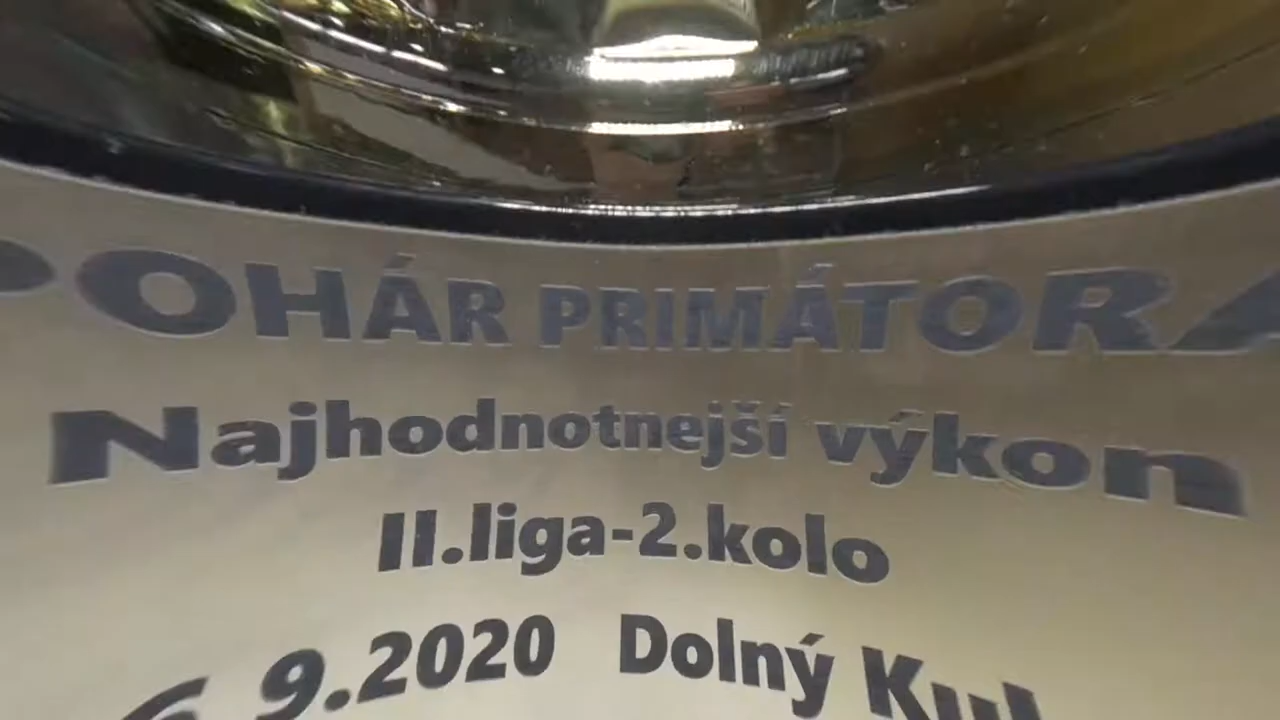 POHÁR PRIMÁTORA
Najhodnotnejší výkon
II.liga-2.kolo
9.2020 Dolný